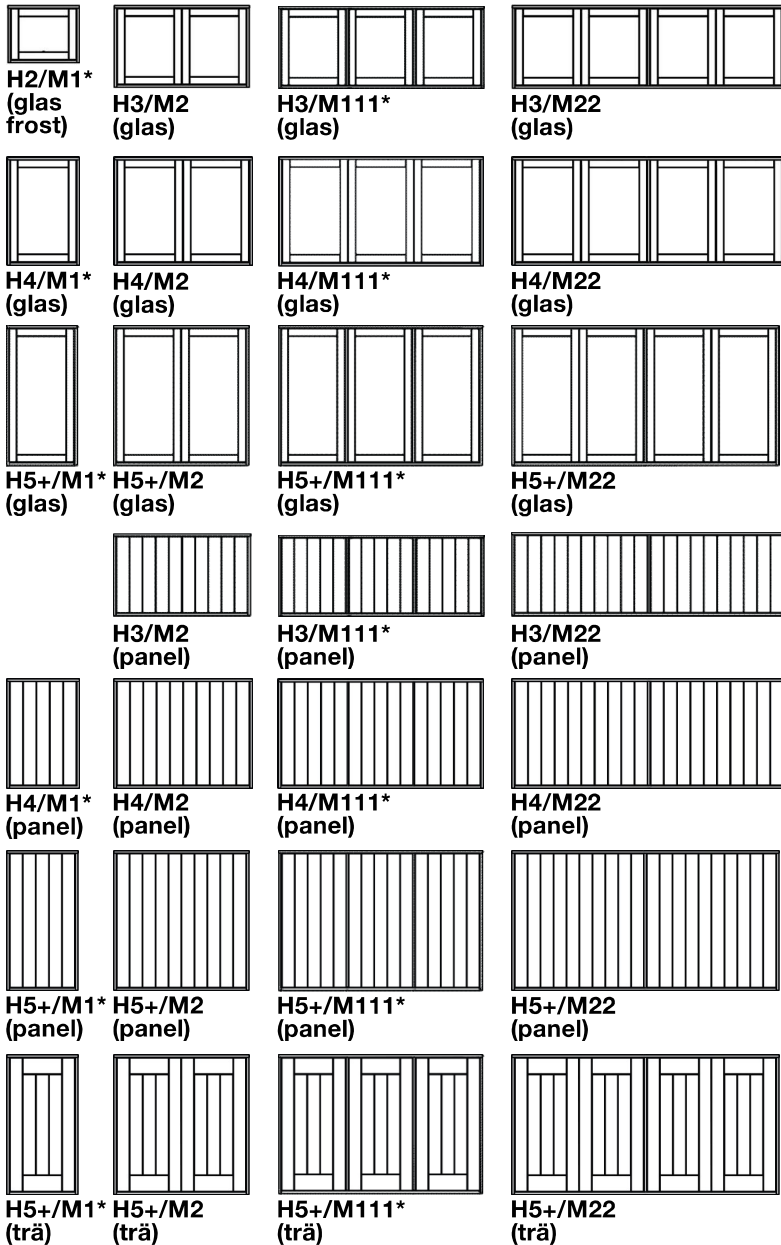 H2/M1*
(glas
frost)
H3/M2
(glas)
H3/M111*
(glas)
H3/M22
(glas)
H4/M1*
(glas)
H4/M2
(glas)
H4/M111*
(glas)
H4/M22
(glas)
H5+/M1*
(glas)
H5+/M2
(glas)
H5+/M111*
(glas)
H5+/M22
(glas)
H3/M2
(panel)
H3/M111*
(panel)
H3/M22
(panel)
H4/M1*
(panel)
H4/M2
(panel)
H4/M111*
(panel)
H4/M22
(panel)
H5+/M1*
(panel)
H5+/M2
(panel)
H5+/M111*
(panel)
H5+/M22
(panel)
H5+/M1*
(trä)
H5+/M2
(trä)
H5+/M111*
(trä)
H5+/M22
(trä)